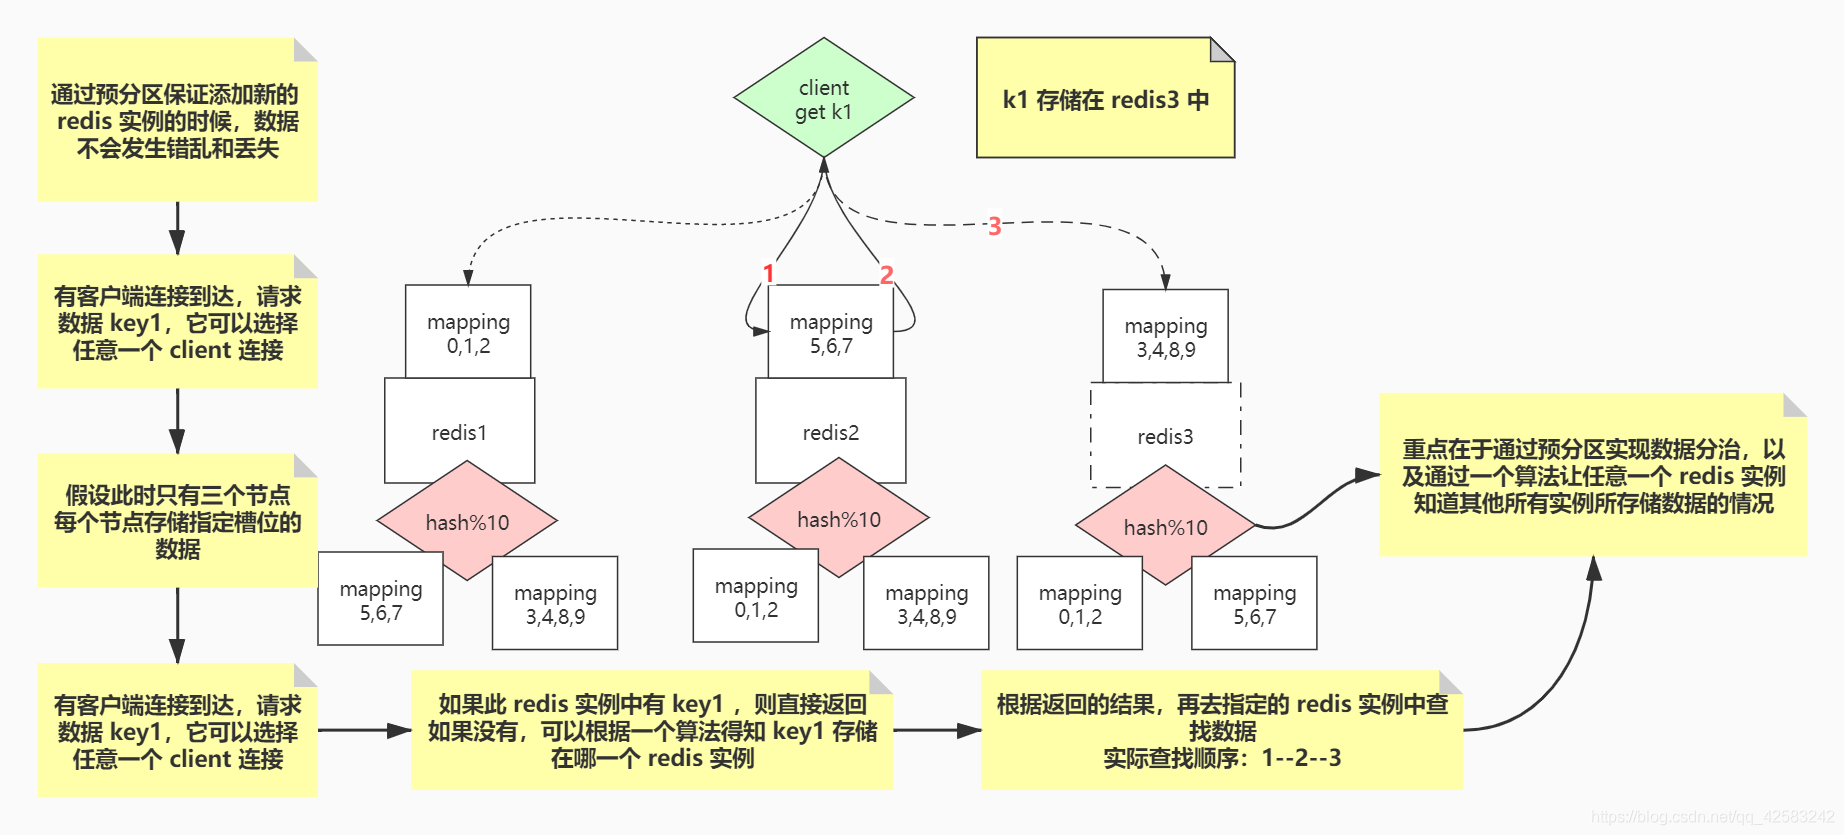 通过预分区保证添加新的
redis 实例的时候，数据
不会发生错乱和丢失
有客户端连接到达，请求
数据 key1，它可以选择
任意一个 client 连接
假设此时只有三个节点
每个节点存储指定槽位的
数据
有客户端连接到达，请求
数据 key1，它可以选择
任意一个 client 连接
client
get k1
k1 存储在 redis3 中
1
2
3
mapping
0,1,2
redis1
hash%10
mapping
5,6,7
mapping
3,4,8,9
mapping
5,6,7
redis2
hash%10
mapping
0,1,2
mapping
3,4,8,9
mapping
3,4,8,9
redis3
hash%10
mapping
0,1,2
mapping
5,6,7
如果此 redis 实例中有 key1 ，则直接返回
如果没有，可以根据一个算法得知 key1 存储
在哪一个 redis 实例
根据返回的结果，再去指定的 redis 实例中查
找数据
实际查找顺序：1--2--3
重点在于通过预分区实现数据分治，以
及通过一个算法让任意一个 redis 实例
知道其他所有实例所存储数据的情况
https://blog.csdn.net/qq_42583242